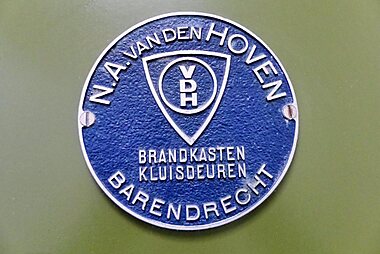 N.A. VAN DEN HOVEN
VDH
BRANDKASTEN
KLUISDEUREN
BARENDRECHT